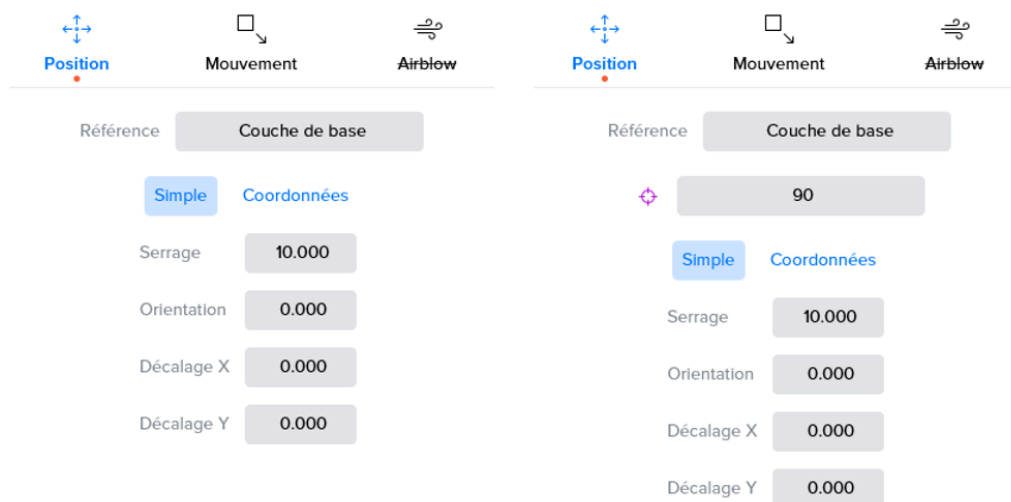 Position Mouvement Airblow
Référence Couche de base
Simple Coordonnées
Serrage 10.000
Orientation 0.000
Décalage X 0.000
Décalage Y 0.000
Position Mouvement Airblow
Référence Couche de base
90
Simple Coordonnées
Serrage 10.000
Orientation 0.000
Décalage X 0.000
Décalage Y 0.000